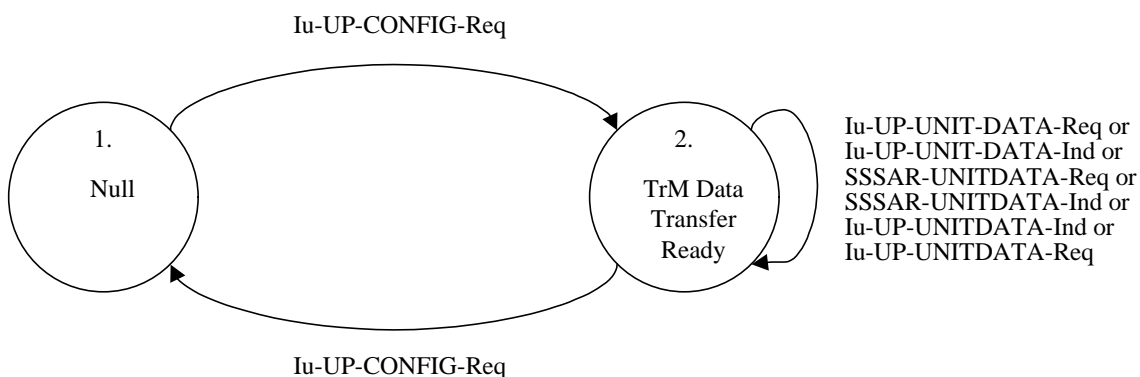 Iu-UP-CONFIG-Req
1.
Null
2.
TrM Data
Transfer
Ready
Iu-UP-UNIT-DATA-Req or
Iu-UP-UNIT-DATA-Ind or
SSSAR-UNITDATA-Req or
SSSAR-UNITDATA-Ind or
Iu-UP-UNITDATA-Ind or
Iu-UP-UNITDATA-Req
Iu-UP-CONFIG-Req